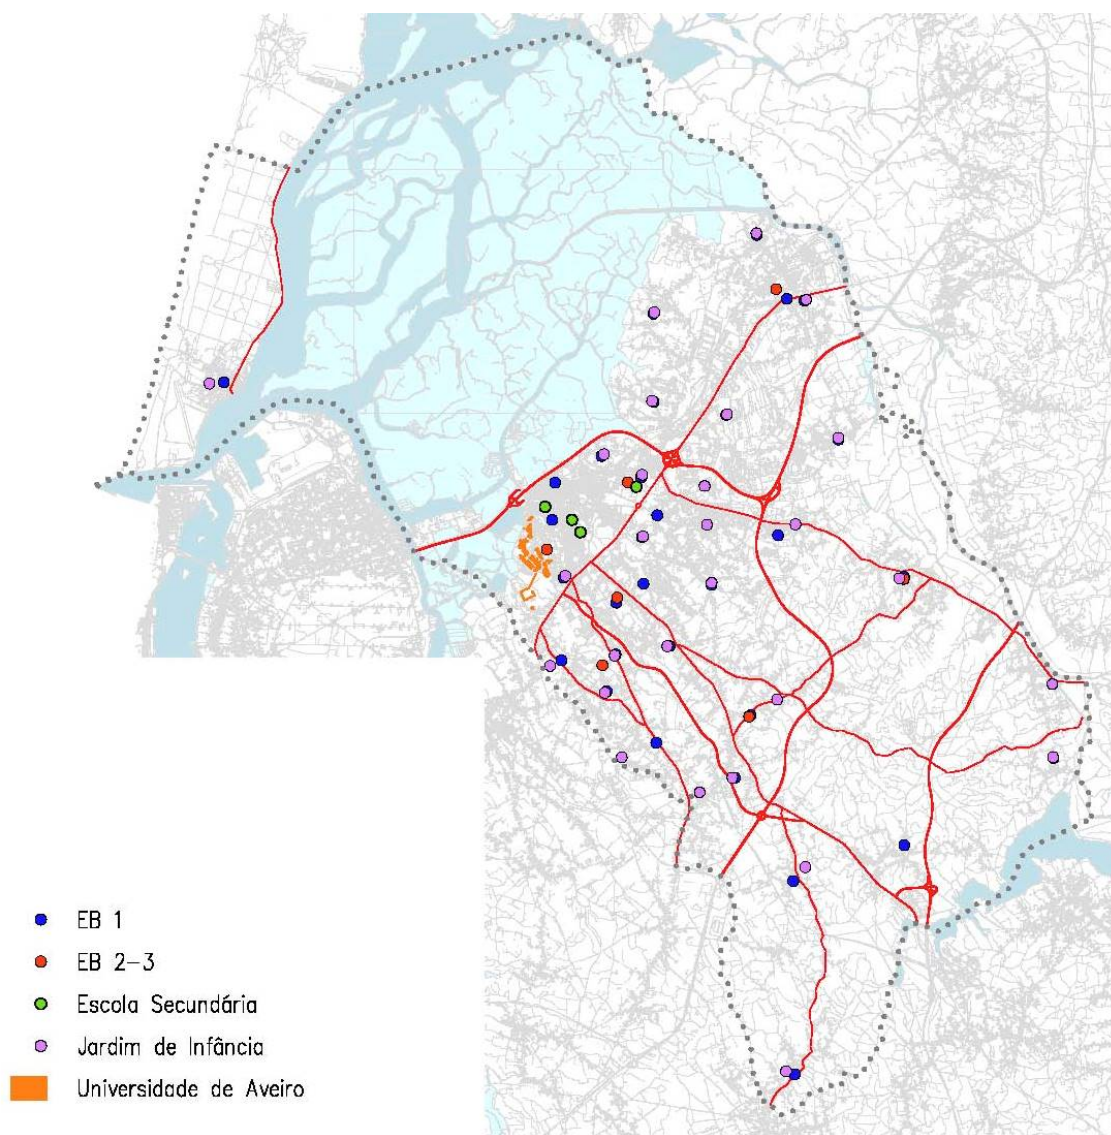 EB 1
EB 2-3
Escola Secundária
Jardim de Infância
Universidade de Aveiro